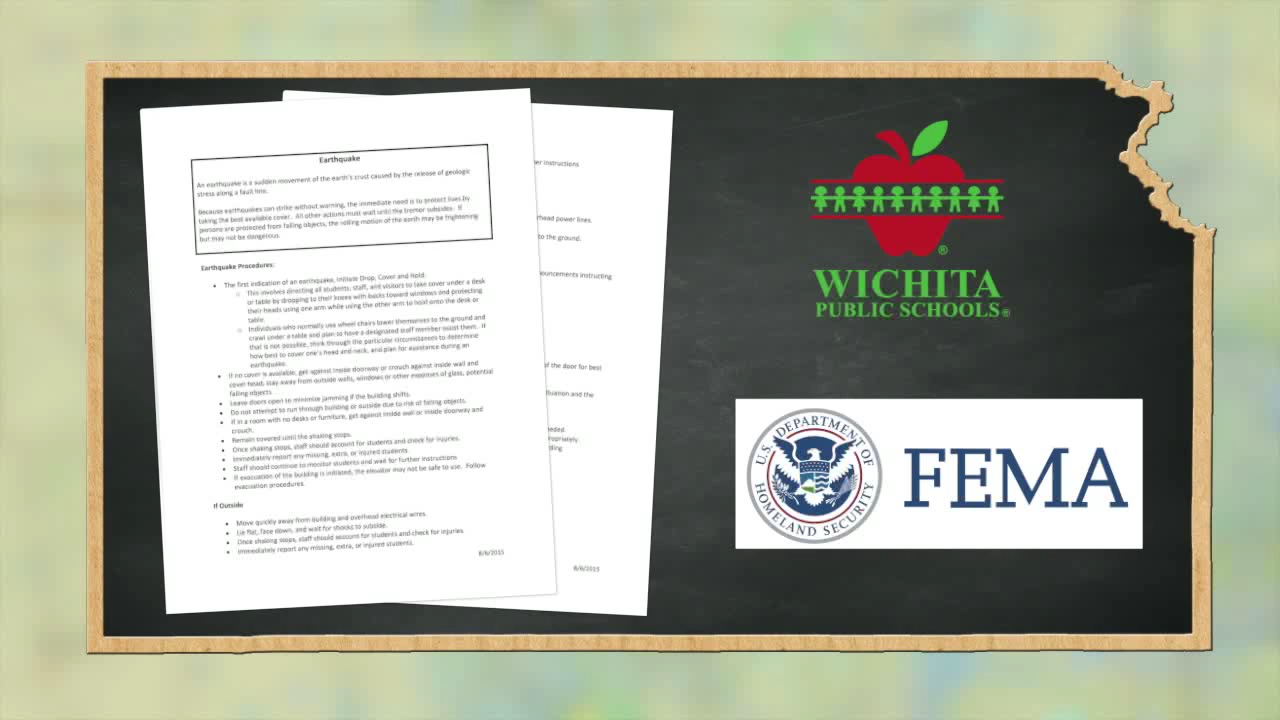 Earthquake
An earthquake is a sudden movement of the earth's crust caused by the release of geologic
stress along a fault line.
Because earthquakes can strike without warning, the immediate need is to protect lives by
taking the best available cover. All other actions must wait until the tremor subsides. If
persons are protected from falling objects, the rolling motion of the earth may be frightening
but may not be dangerous.
Earthquake Procedures:
The first indication of an earthquake, initiate Drop, Cover and Hold.
This involves directing all students, staff, and visitors to take cover under a desk
or table by dropping to their knees with backs toward windows and protecting
their heads using one arm while using the other arm to hold onto the desk or
table.
Individuals who normally use wheel chairs lower themselves to the ground and
crawl under a table and plan to have a designated staff member assist them. If
that is not possible, think through the particular circumstances to determine
how best to cover one's head and neck, and plan for assistance during an
earthquake.
If no cover is available, get against inside doorway or crouch against inside wall and
cover head, stay away from outside walls, windows or other expanses of glass, potential
falling objects
Leave doors open to minimize jamming if the building shifts.
Do not attempt to run through building or outside due to risk of falling objects.
If in a room with no desks or furniture, get against inside wall or inside doorway and
crouch.
Remain covered until the shaking stops.
Once shaking stops, staff should account for students and check for injuries.
Immediately report any missing, extra, or injured students
Staff should continue to monitor students and wait for further instructions
If evacuation of the building is initiated, the elevator may not be safe to use. Follow
evacuation procedures.
If Outside
Move quickly away from building and overhead electrical wires.
Lie flat, face down, and wait for shocks to subside.
Once shaking stops, staff should account for students and check for injuries.
Immediately report any missing, extra, or injured students.
8/6/2015
instructions
power lines.
to the ground.
instructing
of the door for best
and the
8/6/2015
WICHITA
PUBLIC SCHOOLS®
U.S. DEPARTMENT OF
HOMELAND SECURITY
FEMA